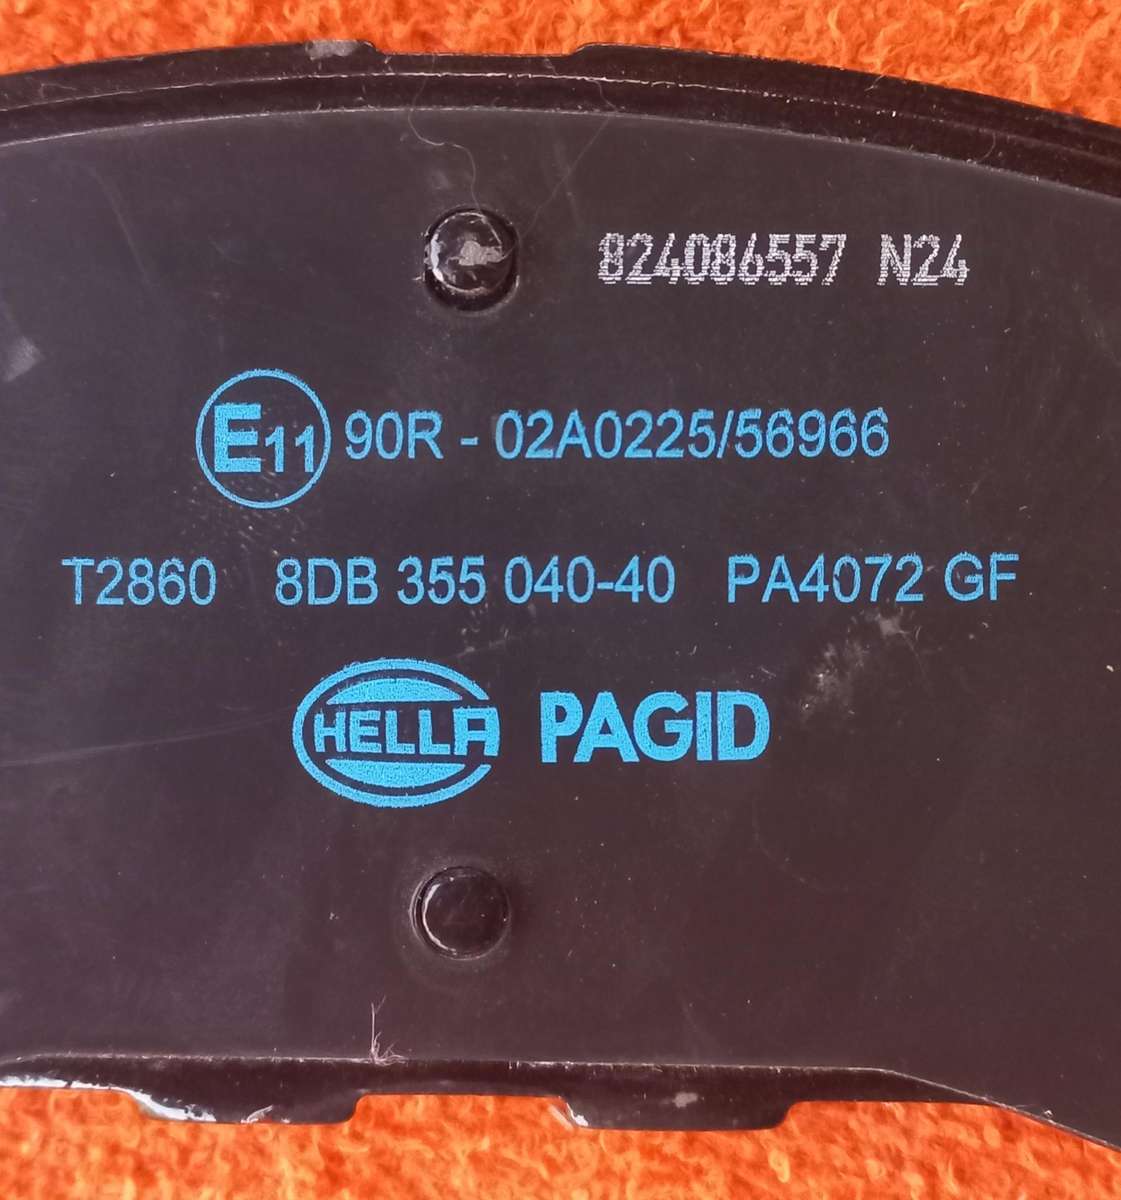 824086557 N24
E11 90R - 02A0225/56966
T2860 8DB 355 040-40 PA4072 GF
HELLA PAGID